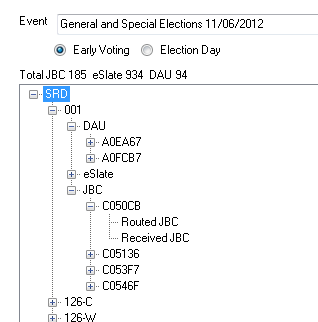 Event General and Special Elections 11/06/2012
Early Voting Election Day
Total JBC 185 eSlate 934 DAU 94
SRD
001
DAU
A0EA67
A0FCB7
eSlate
JBC
C050CB
Routed JBC
Received JBC
C05136
C053F7
C0546F
126-C
126-W